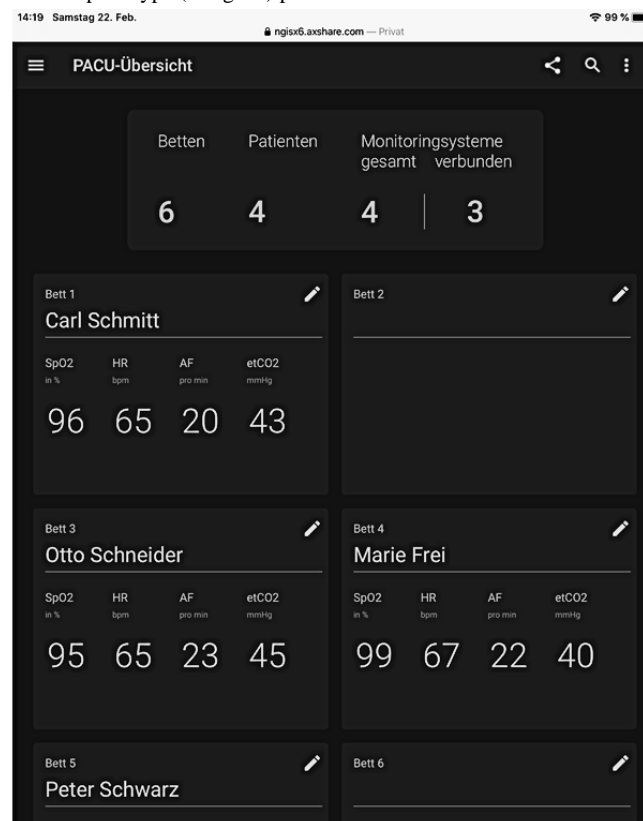 14:19 Samstag 22. Feb.
99 %
ngisx6.axshare.com — Privat
PACU-Übersicht
Betten Patienten Monitoringsysteme
gesamt verbunden
6 4 4 3
Bett 1
Carl Schmitt
SpO2 HR AF etCO2
in % bpm pro min mmHg
96 65 20 43
Bett 2
Bett 3
Otto Schneider
SpO2 HR AF etCO2
in % bpm pro min mmHg
95 65 23 45
Bett 4
Marie Frei
SpO2 HR AF etCO2
in % bpm pro min mmHg
99 67 22 40
Bett 5
Peter Schwarz
Bett 6